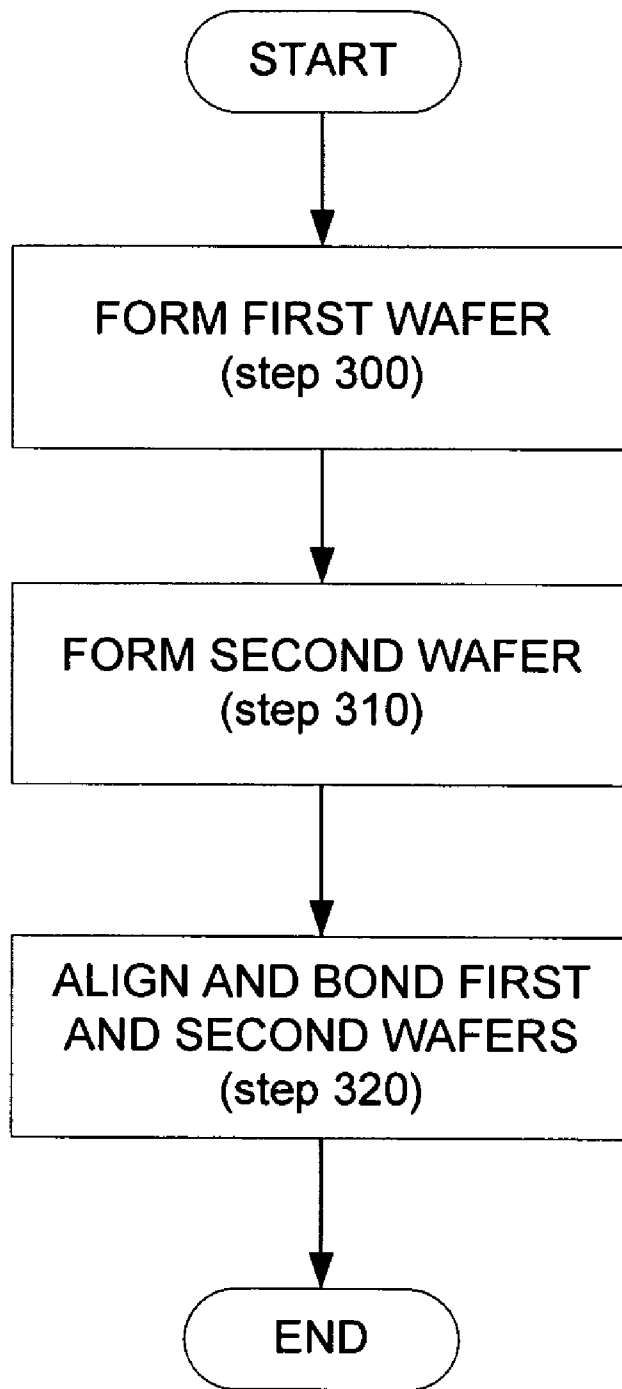 START
FORM FIRST WAFER
(step 300)
FORM SECOND WAFER
(step 310)
ALIGN AND BOND FIRST
AND SECOND WAFERS
(step 320)
END